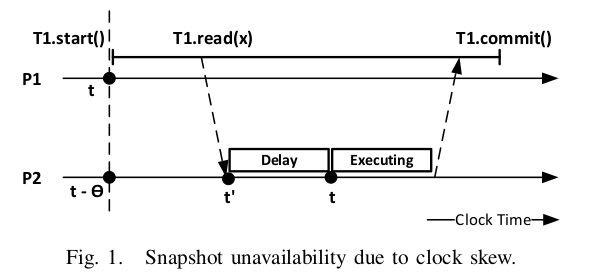 T1.start()
T1.read(x)
T1.commit()
P1
t
Delay
Executing
P2
t - Ө
t'
t
Clock Time
Fig. 1. Snapshot unavailability due to clock skew.